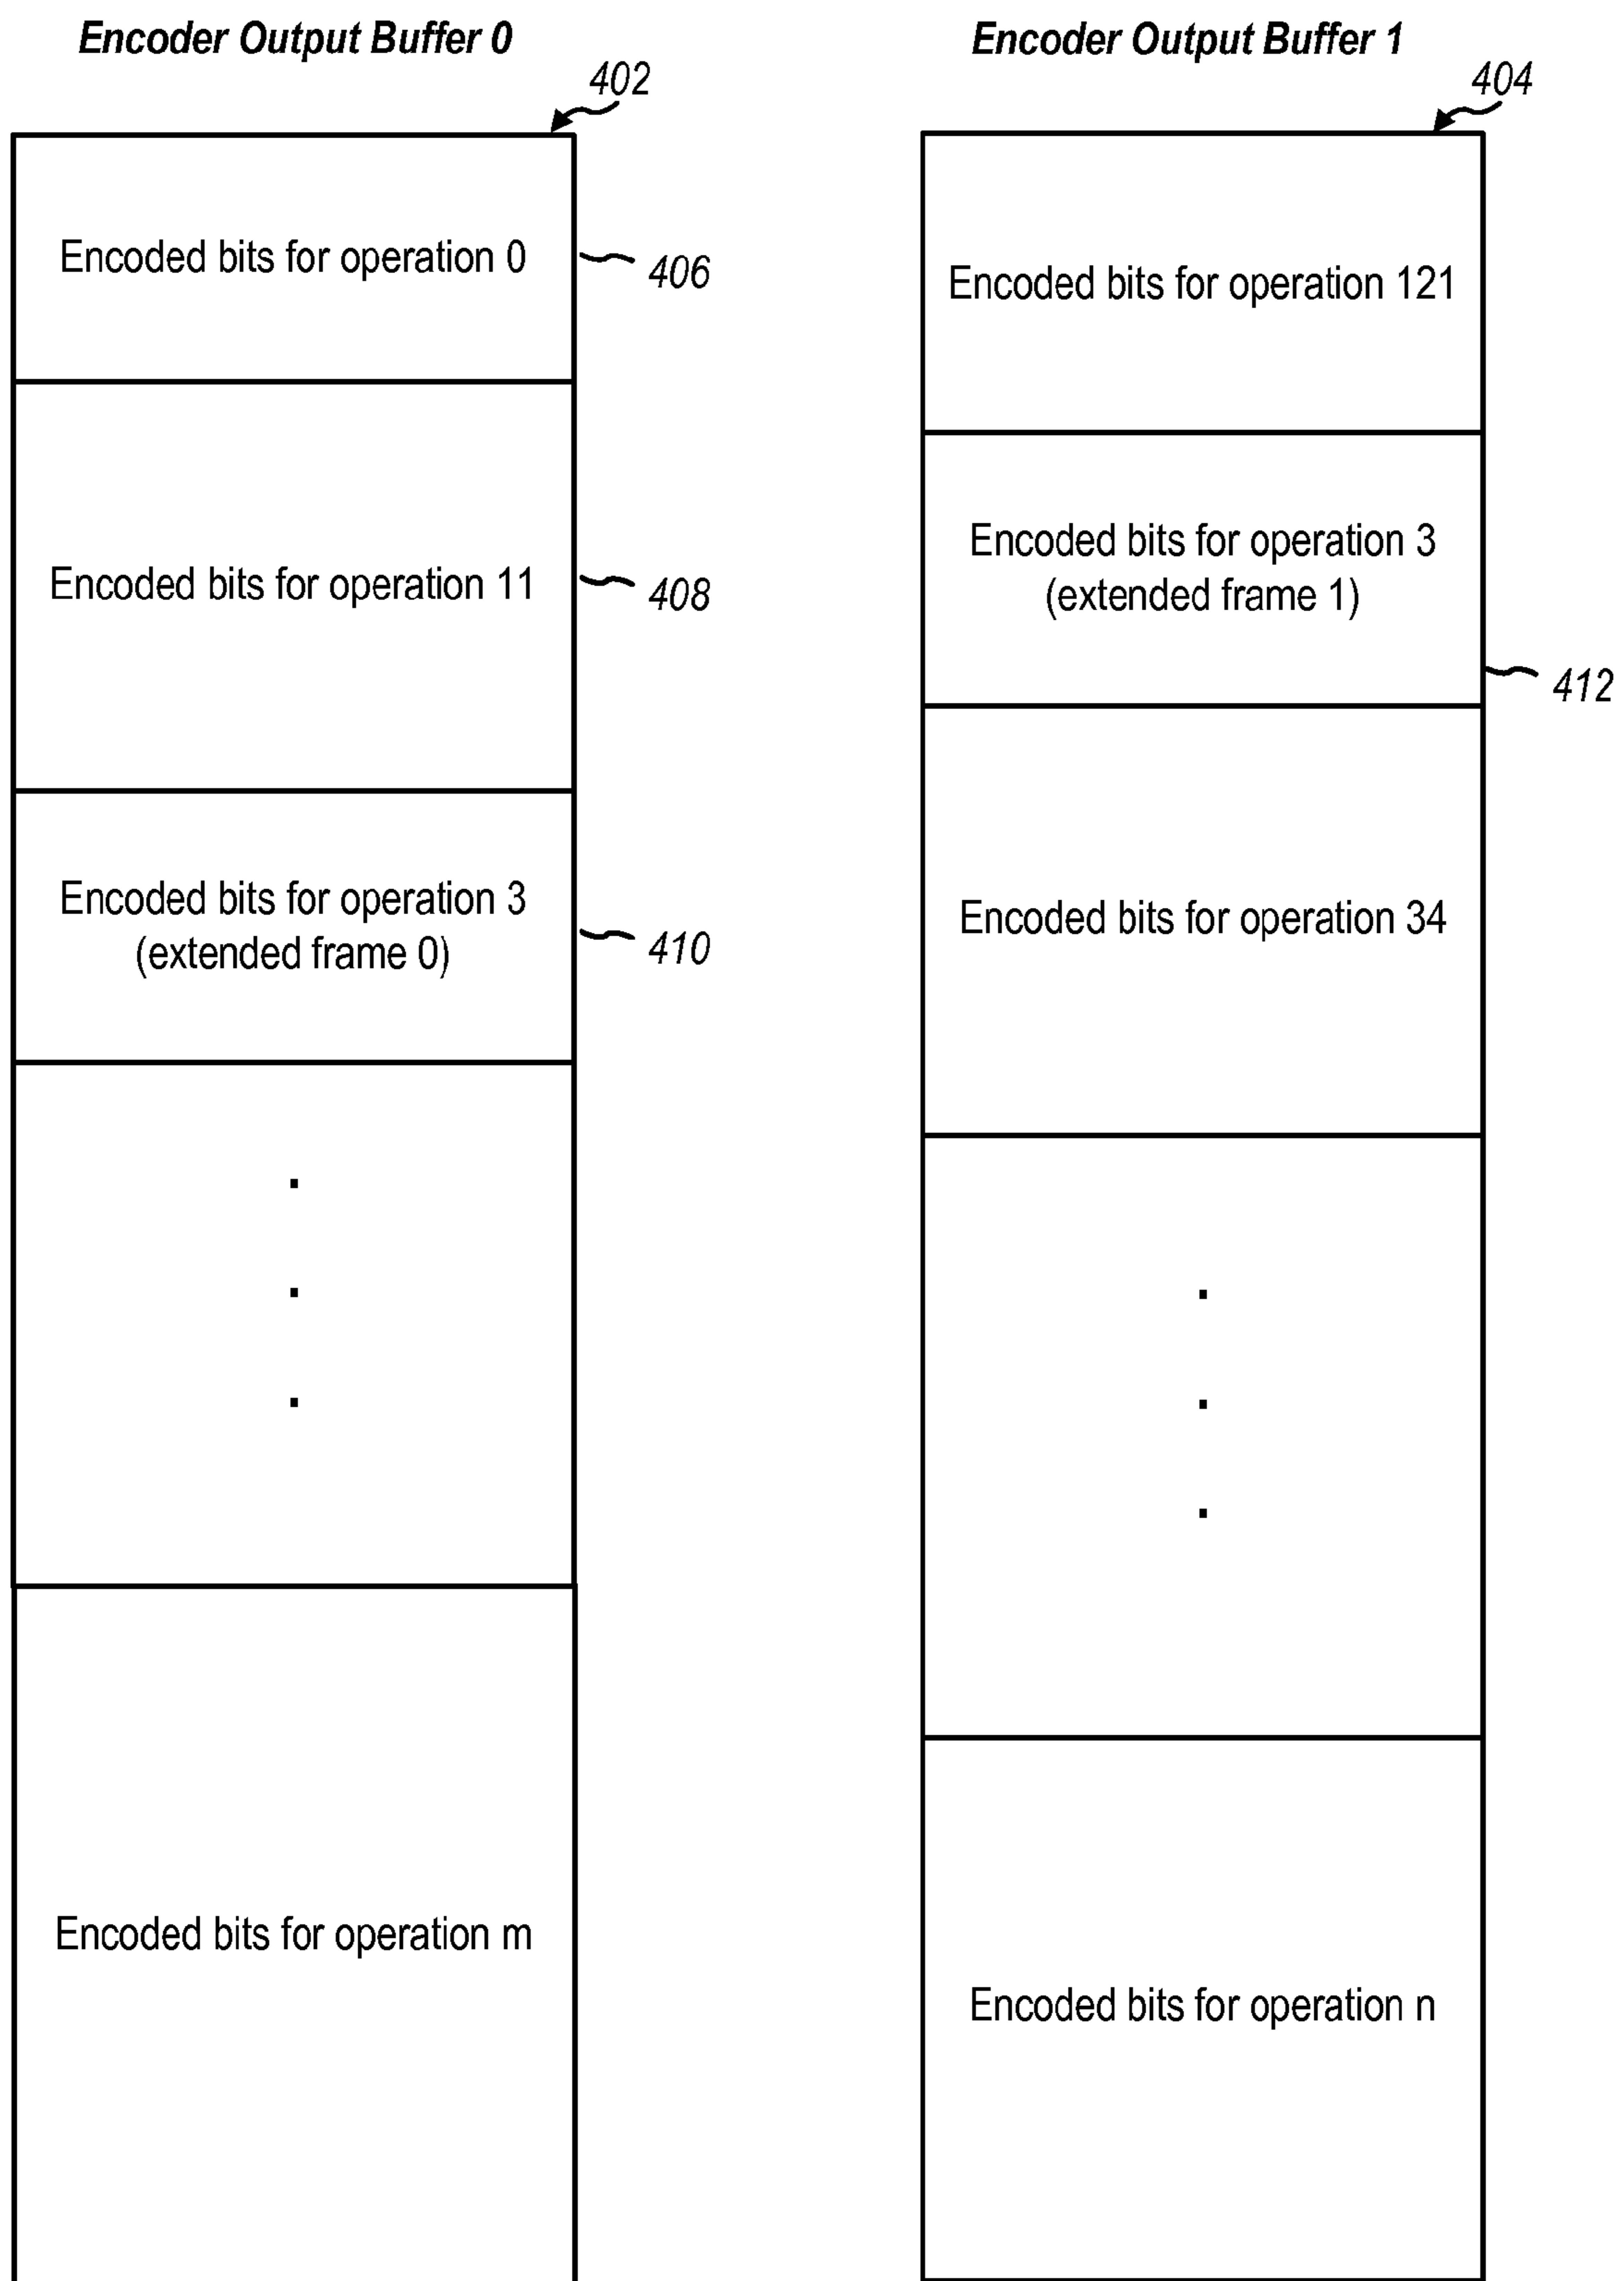 Encoder Output Buffer 0
402
Encoded bits for operation 0
406
Encoded bits for operation 11
408
Encoded bits for operation 3
(extended frame 0)
410
.
.
.
Encoded bits for operation m
Encoder Output Buffer 1
404
Encoded bits for operation 121
Encoded bits for operation 3
(extended frame 1)
412
Encoded bits for operation 34
.
.
.
Encoded bits for operation n